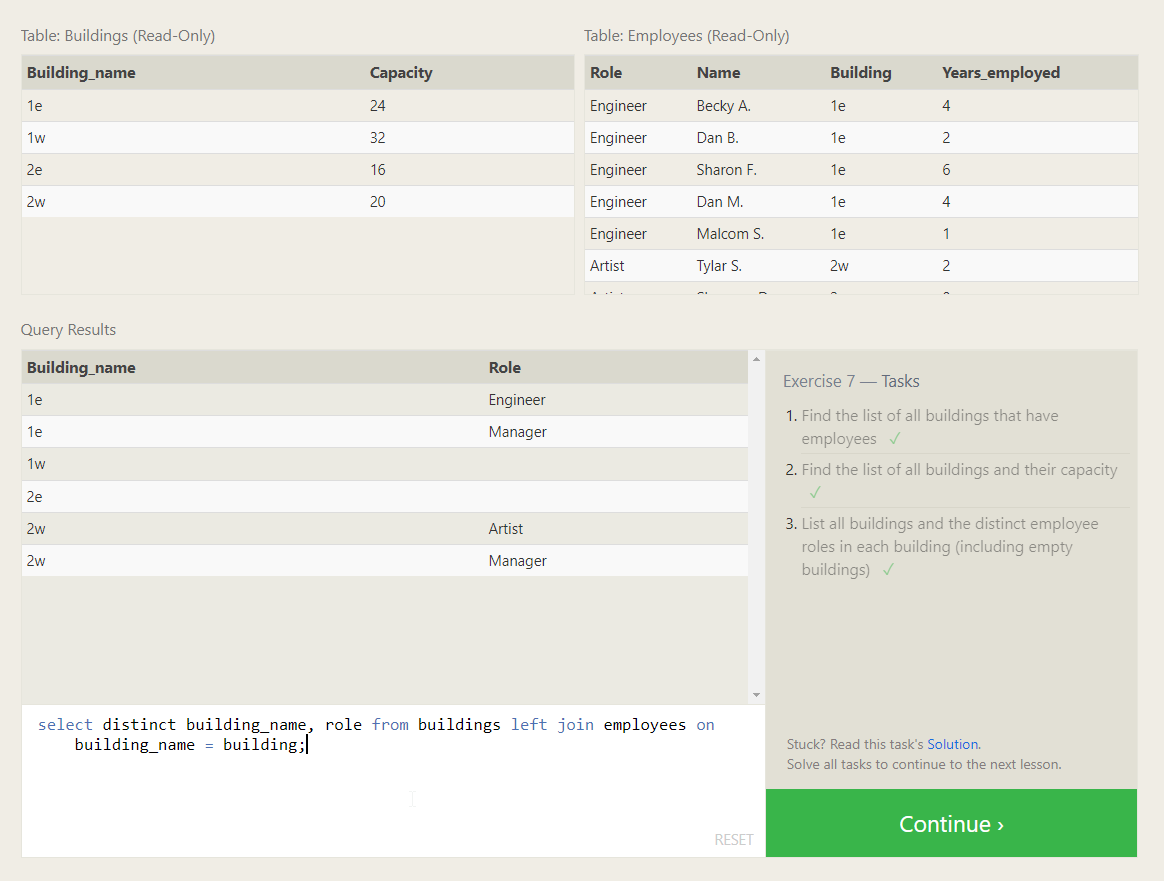 Table: Buildings (Read-Only)
Building_name Capacity
1e 24
1w 32
2e 16
2w 20
Table: Employees (Read-Only)
Role Name Building Years_employed
Engineer Becky A. 1e 4
Engineer Dan B. 1e 2
Engineer Sharon F. 1e 6
Engineer Dan M. 1e 4
Engineer Malcom S. 1e 1
Artist Tylar S. 2w 2
Query Results
Building_name Role
1e Engineer
1e Manager
1w
2e
2w Artist
2w Manager
select distinct building_name, role from buildings left join employees on
building_name = building;
RESET
Exercise 7 — Tasks
1. Find the list of all buildings that have
employees ✓
2. Find the list of all buildings and their capacity
✓
3. List all buildings and the distinct employee
roles in each building (including empty
buildings) ✓
Stuck? Read this task's Solution.
Solve all tasks to continue to the next lesson.
Continue ›